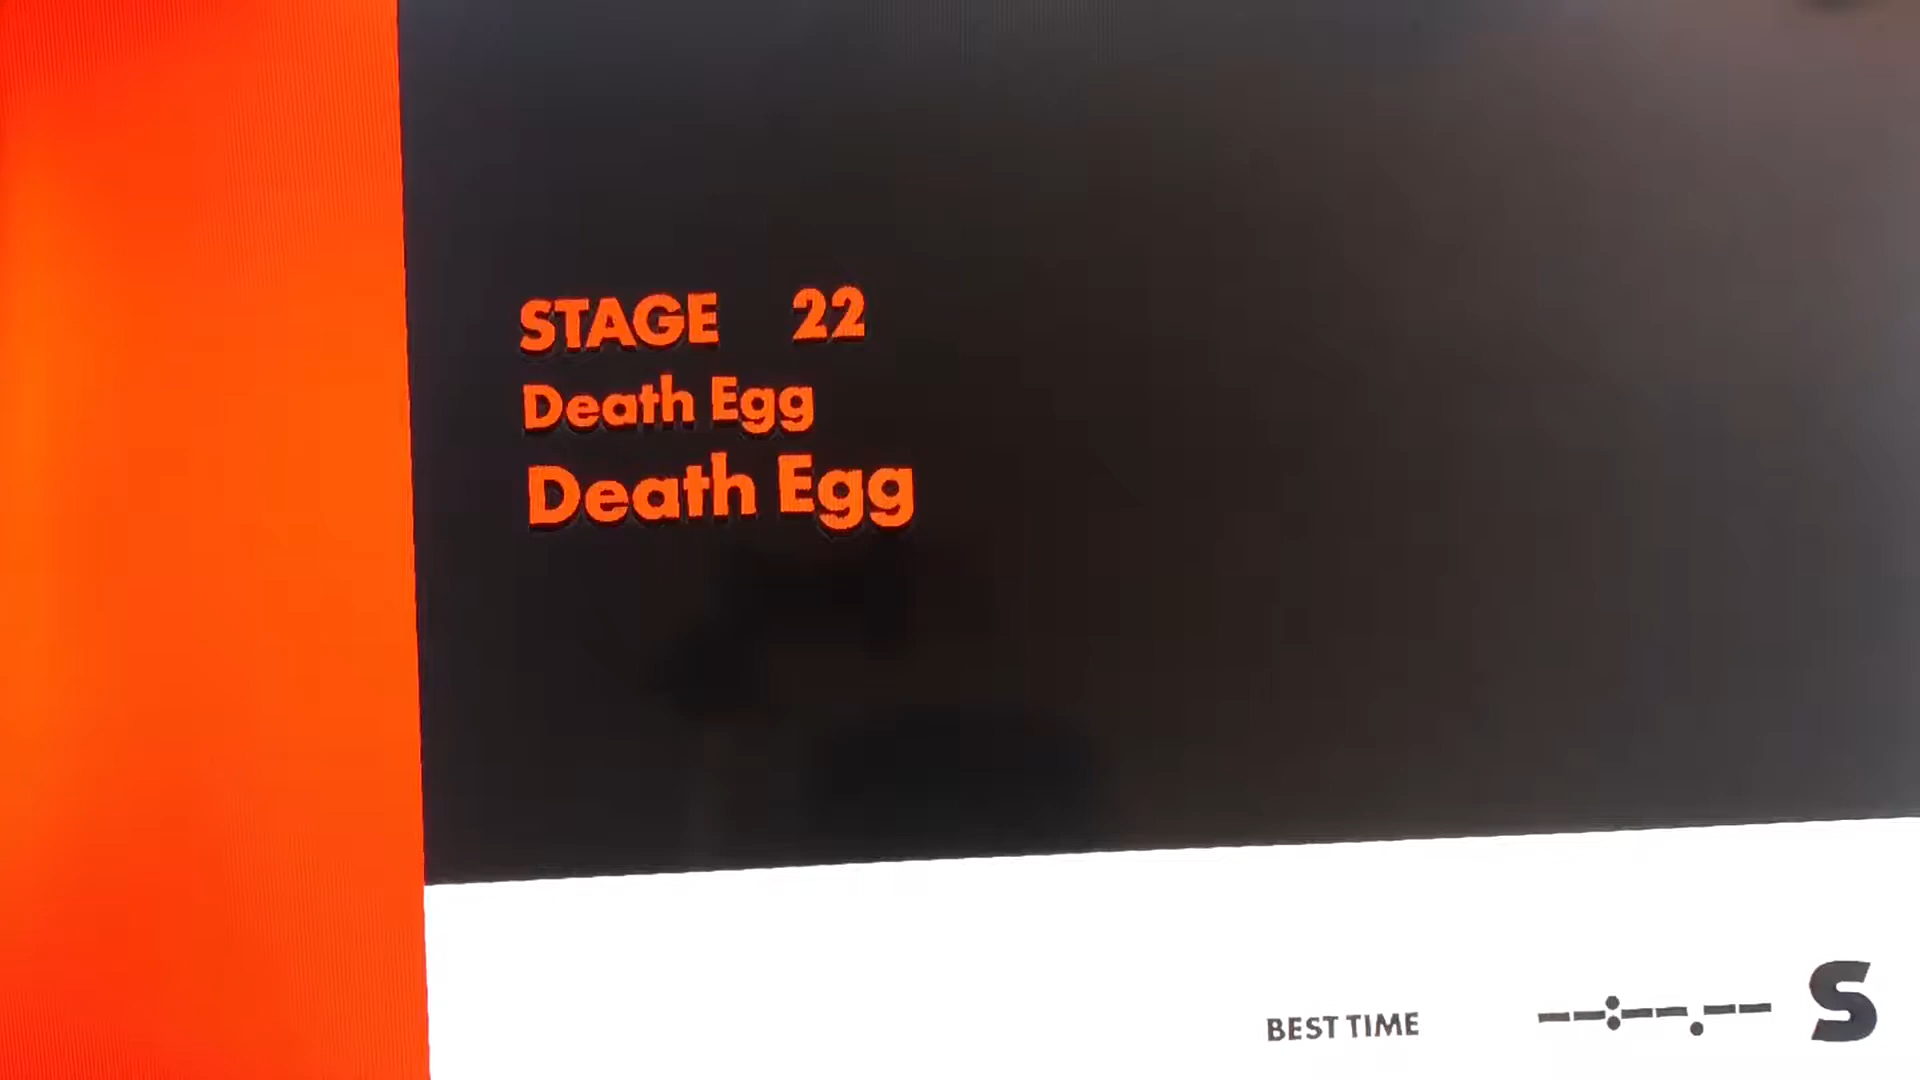 STAGE 22
Death Egg
Death Egg
BEST TIME --:--.-- S